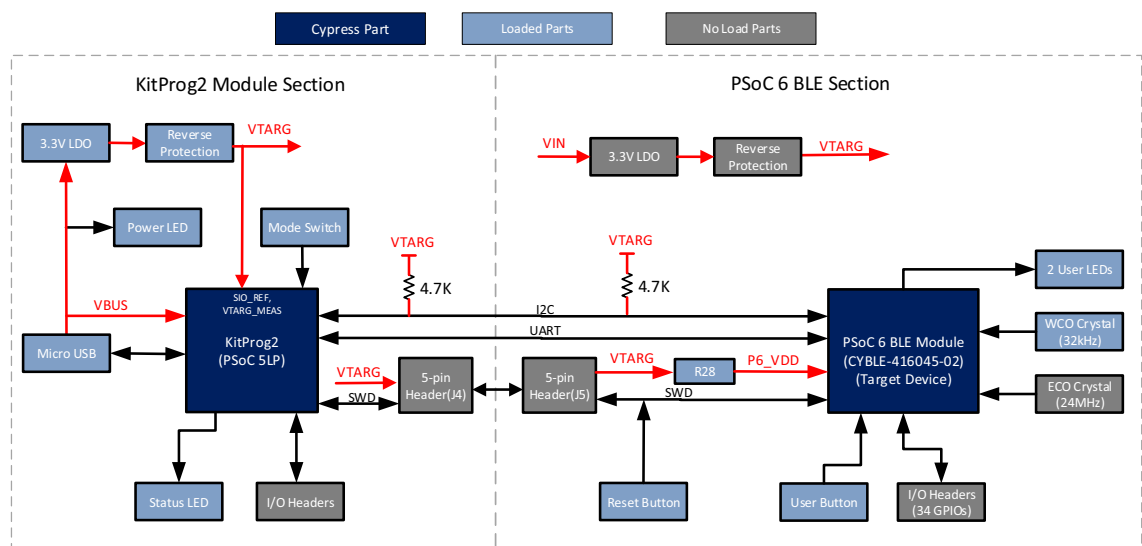 Cypress Part
Loaded Parts
No Load Parts
KitProg2 Module Section
PSoC 6 BLE Section
3.3V LDO
Reverse
Protection
VTARG
VIN
3.3V LDO
Reverse
Protection
VTARG
Power LED
Mode Switch
VTARG
4.7K
VTARG
4.7K
2 User LEDs
VBUS
SIO_REF,
VTARG_MEAS
KitProg2
(PSoC 5LP)
I2C
UART
Micro USB
PSoC 6 BLE Module
(CYBLE-416045-02)
(Target Device)
WCO Crystal
(32kHz)
VTARG
SWD
5-pin
Header(J4)
5-pin
Header(J5)
VTARG
R28
P6_VDD
SWD
ECO Crystal
(24MHz)
Status LED
I/O Headers
Reset Button
User Button
I/O Headers
(34 GPIOs)